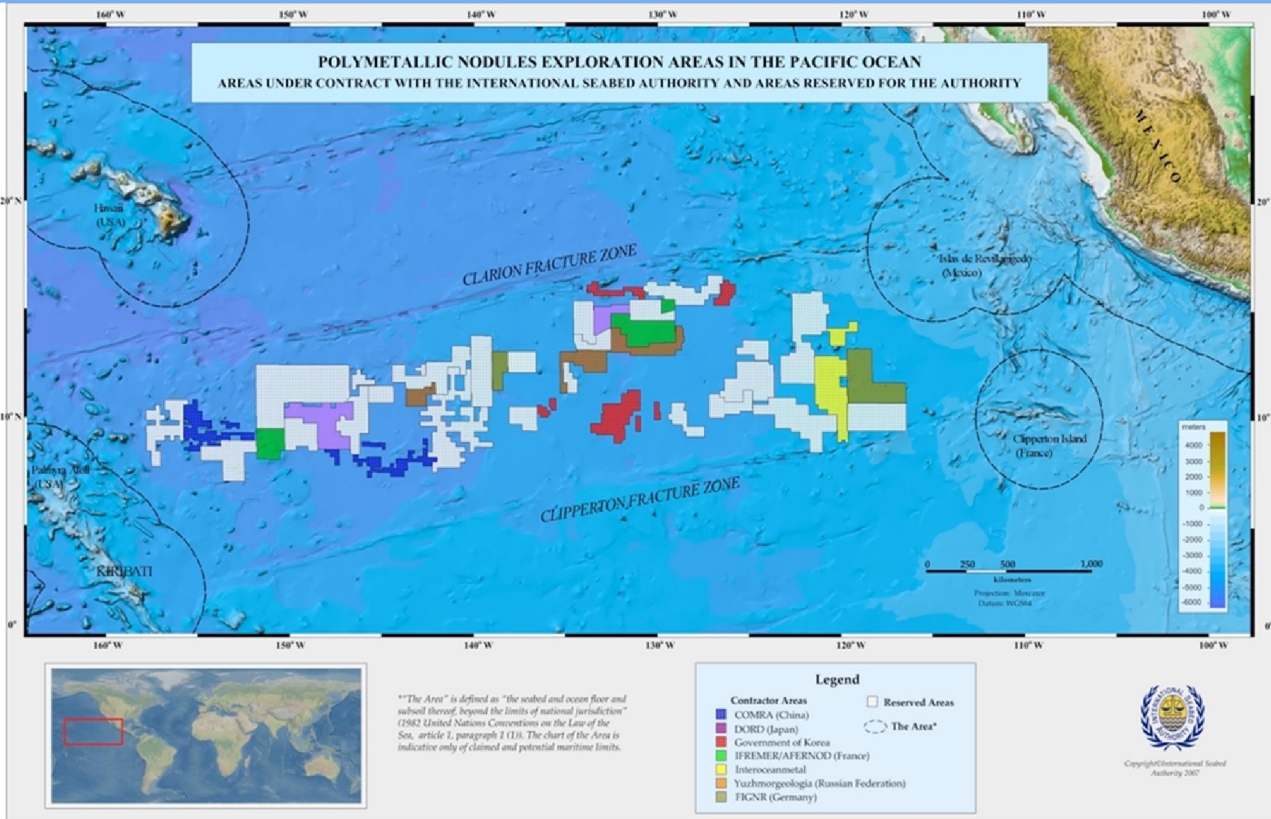 160° W 150° W 140° W 130° W 120° W 110° W 100° W
POLYMETALLIC NODULES EXPLORATION AREAS IN THE PACIFIC OCEAN
AREAS UNDER CONTRACT WITH THE INTERNATIONAL SEABED AUTHORITY AND AREAS RESERVED FOR THE AUTHORITY
MEXICO
20° N 20°
Hawaii
(USA)
CLARION FRACTURE ZONE
Islas de Revillagigedo
(Mexico)
10° N 10°
Clipperton Island
(France)
Palmyra Atoll
(USA)
CLIPPERTON FRACTURE ZONE
KIRIBATI
meters
4000
3000
2000
1000
0
-1000
-2000
-3000
-4000
-5000
-6000
0 250 500 1,000
kilometers
Projection: Mercator
Datum: WGS84
0° 0°
160° W 150° W 140° W 130° W 120° W 110° W 100° W
*"The Area" is defined as "the seabed and ocean floor and
subsoil thereof, beyond the limits of national jurisdiction"
(1982 United Nations Conventions on the Law of the
Sea, article 1, paragraph 1 (1)). The chart of the Area is
indicative only of claimed and potential maritime limits.
Legend
Contractor Areas
COMRA (China)
DORD (Japan)
Government of Korea
IFREMER/AFERNOD (France)
Interoceanmetal
Yuzhmorgeologia (Russian Federation)
FIGNR (Germany)
Reserved Areas
The Area*
INTERNATIONAL SEABED AUTHORITY
Copyright©International Seabed
Authority 2007